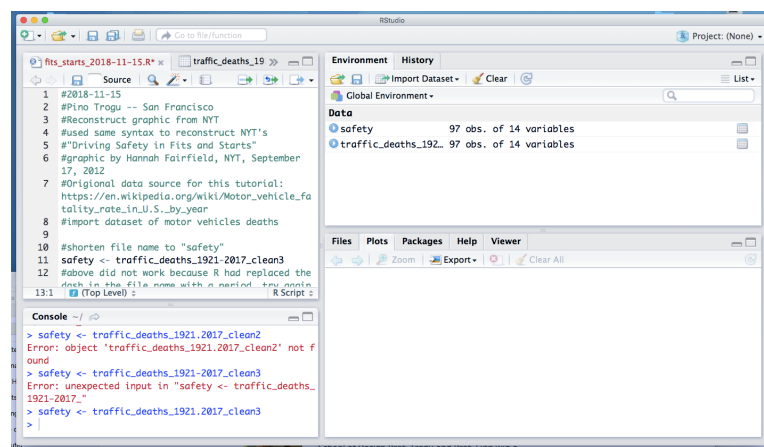 RStudio
Go to file/function
Project: (None)
fits_starts_2018-11-15.R*
traffic_deaths_19
Source
1 #2018-11-15
2 #Pino Trogu -- San Francisco
3 #Reconstruct graphic from NYT
4 #used same syntax to reconstruct NYT's
5 #"Driving Safety in Fits and Starts"
6 #graphic by Hannah Fairfield, NYT, September
17, 2012
7 #Origional data source for this tutorial:
https://en.wikipedia.org/wiki/Motor_vehicle_fa
tality_rate_in_U.S._by_year
8 #import dataset of motor vehicles deaths
9
10 #shorten file name to "safety"
11 safety <- traffic_deaths_1921-2017_clean3
12 #above did not work because R had replaced the
dash in the file name with a period, try again
13:1 (Top Level) R Script
Console ~/
> safety <- traffic_deaths_1921.2017_clean2
Error: object 'traffic_deaths_1921.2017_clean2' not f
ound
> safety <- traffic_deaths_1921-2017_clean3
Error: unexpected input in "safety <- traffic_deaths_
1921-2017_"
> safety <- traffic_deaths_1921.2017_clean3
>
Environment History
Import Dataset Clear List
Global Environment
Data
safety 97 obs. of 14 variables
traffic_deaths_192… 97 obs. of 14 variables
Files Plots Packages Help Viewer
Zoom Export Clear All